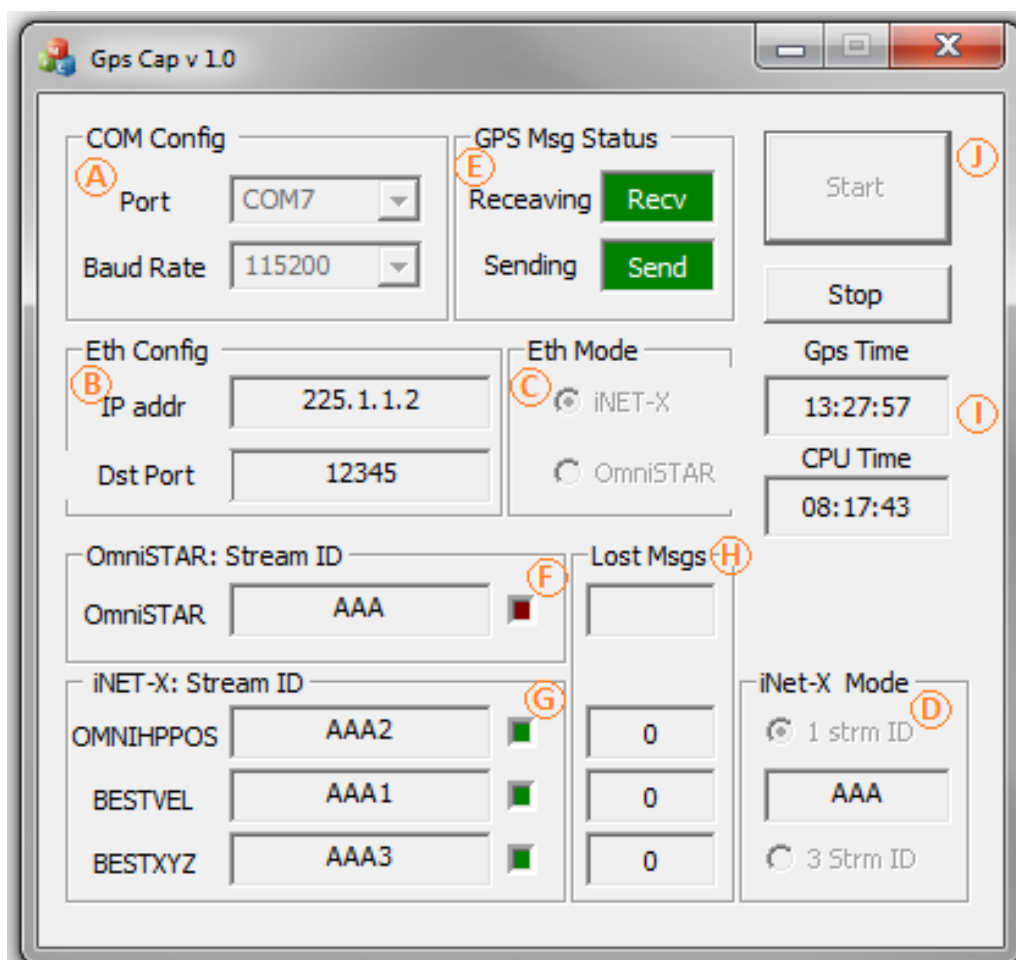 Gps Cap v 1.0
COM Config
A
Port
COM7
Baud Rate
115200
GPS Msg Status
E
Receaving
Recv
Sending
Send
Start
J
Stop
Eth Config
B
IP addr
225.1.1.2
Dst Port
12345
Eth Mode
C
iNET-X
OmniSTAR
Gps Time
13:27:57
I
CPU Time
08:17:43
OmniSTAR: Stream ID
F
OmniSTAR
AAA
Lost Msgs
H
iNET-X: Stream ID
G
OMNIHPPOS
AAA2
0
BESTVEL
AAA1
0
BESTXYZ
AAA3
0
iNet-X Mode
D
1 strm ID
AAA
3 Strm ID